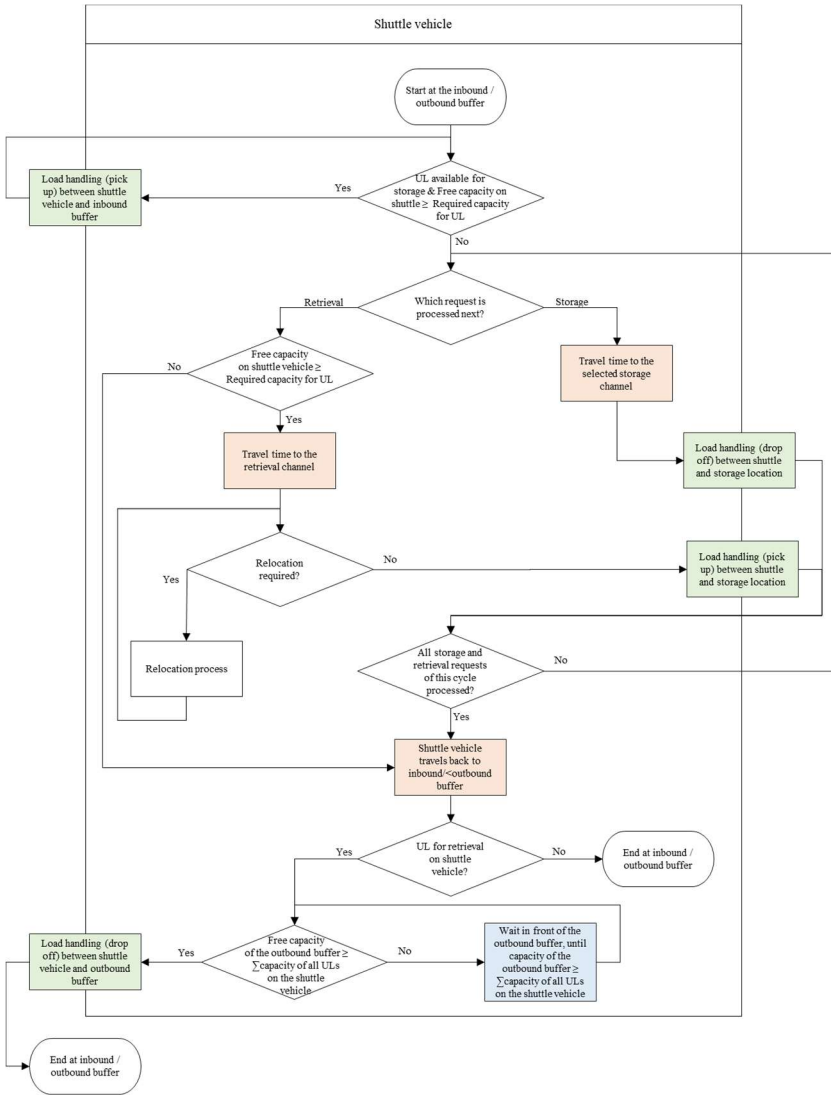 Shuttle vehicle
Start at the inbound /
outbound buffer
Load handling (pick
up) between shuttle
vehicle and inbound
buffer
Yes
UL available for
storage & Free capacity on
shuttle ≥ Required capacity
for UL
No
Retrieval
Which request is
processed next?
Storage
No
Free capacity
on shuttle vehicle ≥
Required capacity for UL
Travel time to the
selected storage
channel
Yes
Travel time to the
retrieval channel
Load handling (drop
off) between shuttle
and storage location
Yes
Relocation
required?
No
Load handling (pick
up) between shuttle
and storage location
Relocation process
All storage and
retrieval requests
of this cycle
processed?
No
Yes
Shuttle vehicle
travels back to
inbound/<outbound
buffer
Yes
UL for retrieval
on shuttle
vehicle?
No
End at inbound /
outbound buffer
Load handling (drop
off) between shuttle
vehicle and outbound
buffer
Yes
Free capacity
of the outbound buffer ≥
∑capacity of all ULs
on the shuttle
vehicle
No
Wait in front of the
outbound buffer, until
capacity of the
outbound buffer ≥
∑capacity of all ULs
on the shuttle vehicle
End at inbound /
outbound buffer